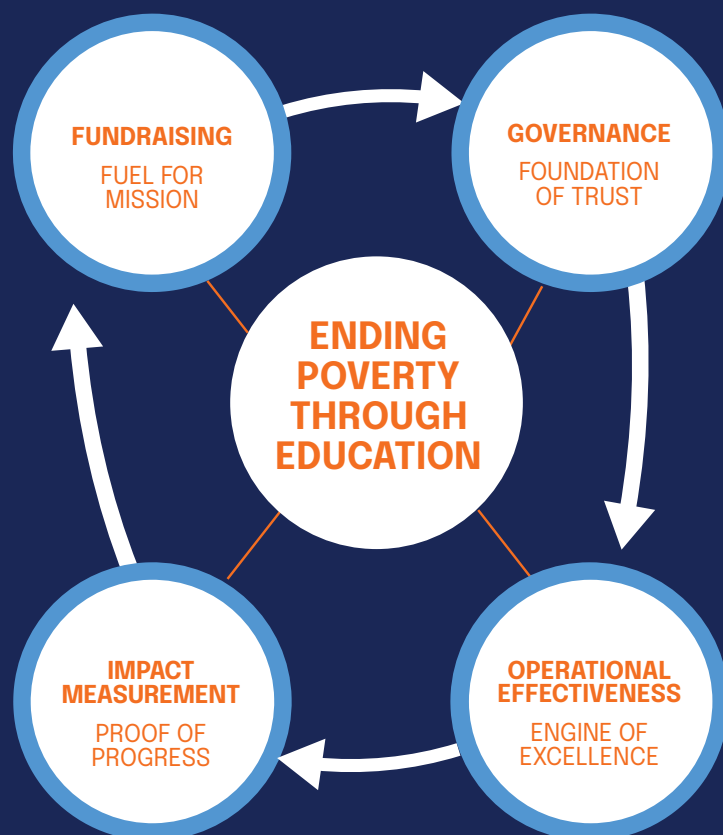 FUNDRAISING
FUEL FOR
MISSION
GOVERNANCE
FOUNDATION
OF TRUST
ENDING
POVERTY
THROUGH
EDUCATION
IMPACT
MEASUREMENT
PROOF OF
PROGRESS
OPERATIONAL
EFFECTIVENESS
ENGINE OF
EXCELLENCE